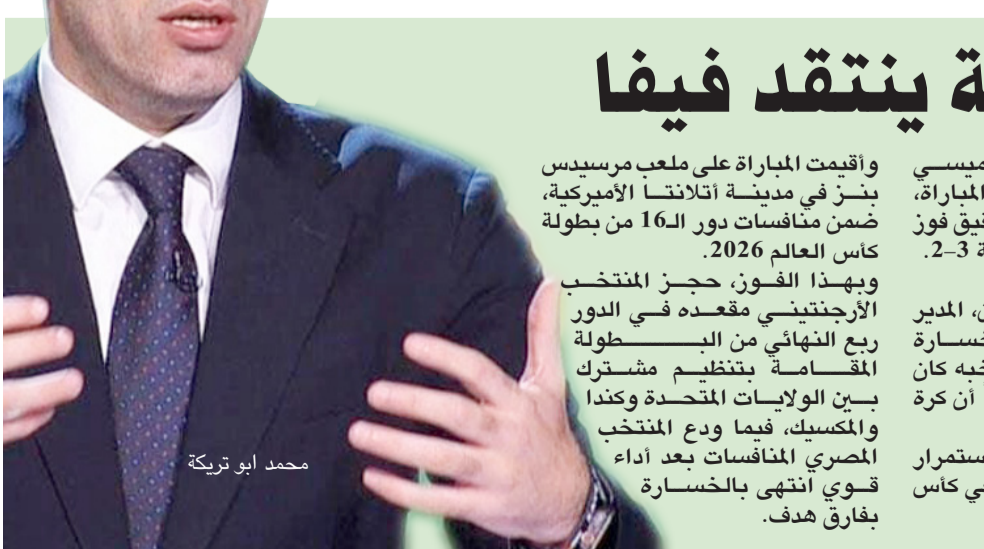 ة ينتقد فيفا
ميسي
المباراة،
قيق فوز
ة 3–2.
ن، المدير
خسارة
خبه كان
أن كرة
ستمرار
ي كأس
وأقيمت المباراة على ملعب مرسيدس
بنز في مدينة أتلانتا الأميركية،
ضمن منافسات دور الـ16 من بطولة
كأس العالم 2026.
وبهذا الفوز، حجز المنتخب
الأرجنتيني مقعده في الدور
ربع النهائي من البطولة
المقامة بتنظيم مشترك
بين الولايات المتحدة وكندا
والمكسيك، فيما ودع المنتخب
المصري المنافسات بعد أداء
قوي انتهى بالخسارة
بفارق هدف.
محمد ابو تريكة